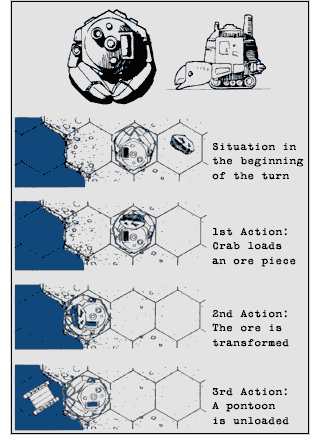 Situation in
the beginning
of the turn
1st Action:
Crab loads
an ore piece
2nd Action:
The ore is
transformed
3rd Action:
A pontoon
is unloaded